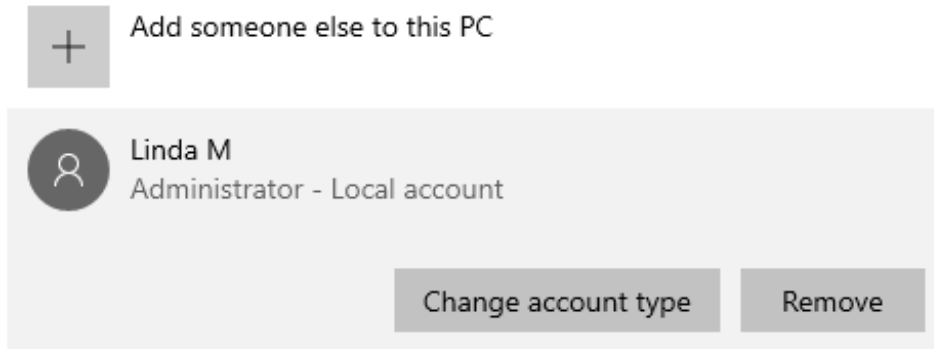 Add someone else to this PC
Linda M
Administrator - Local account
Change account type
Remove